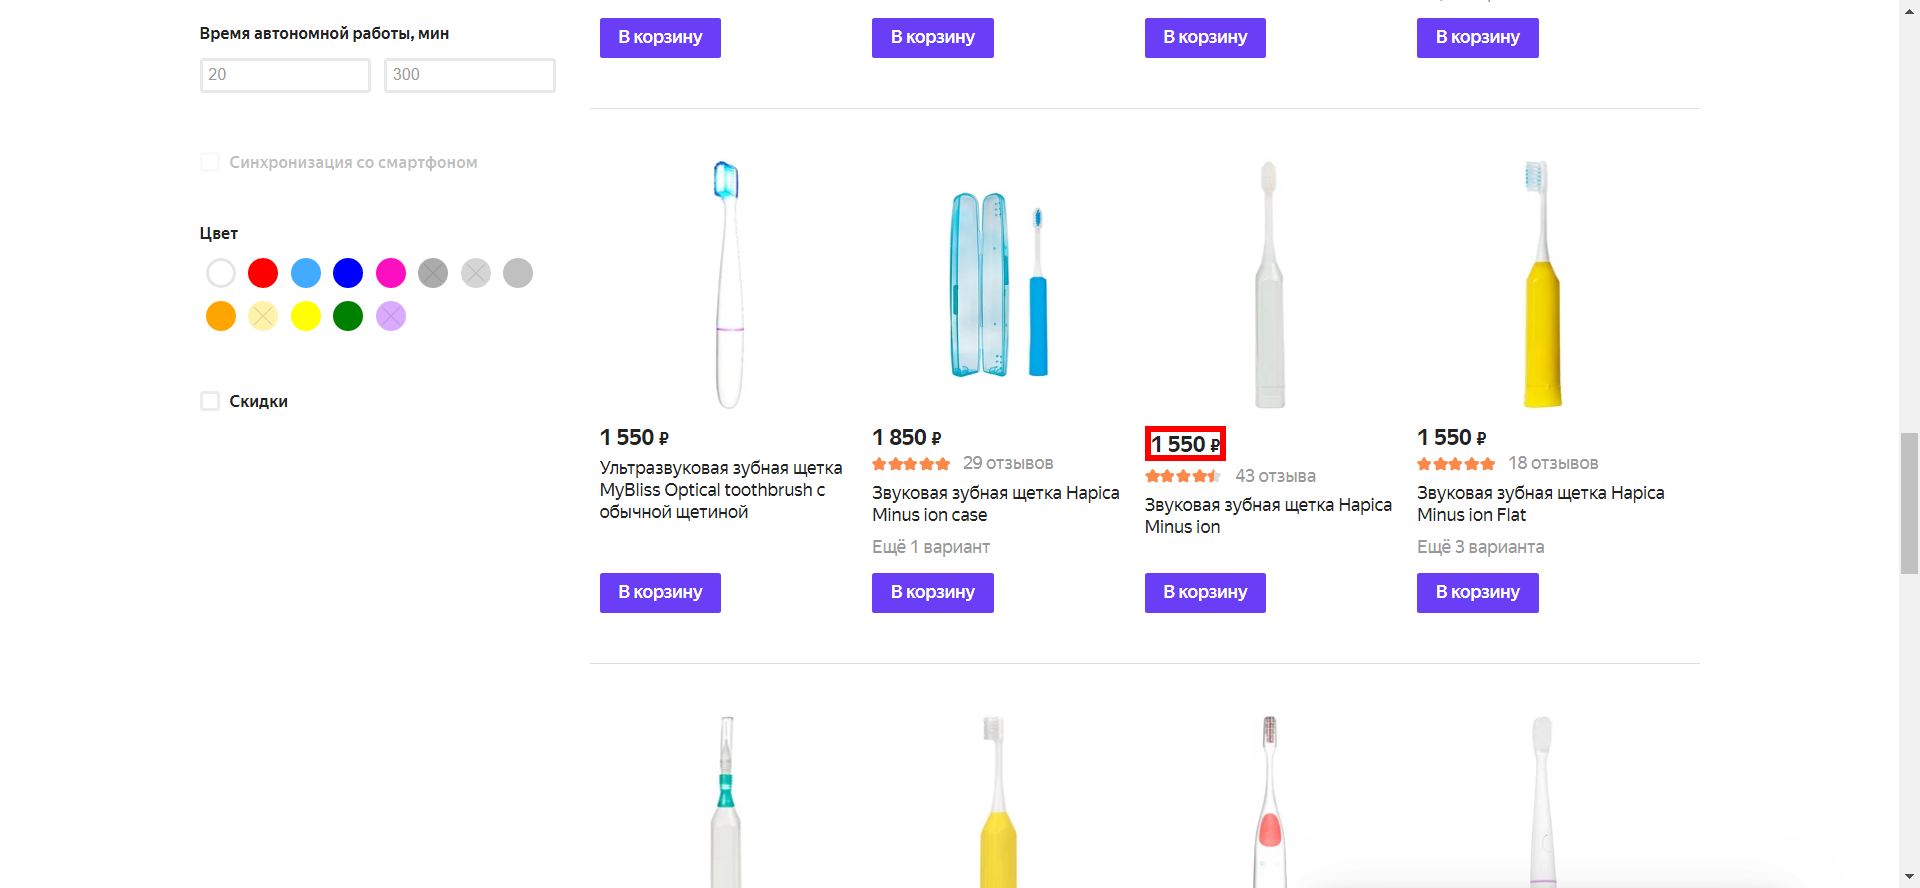 Время автономной работы, мин
20
300
Синхронизация со смартфоном
Цвет
Скидки
В корзину
В корзину
В корзину
В корзину
1 550 ₽
Ультразвуковая зубная щетка
MyBliss Optical toothbrush с
обычной щетиной
В корзину
1 850 ₽
29 отзывов
Звуковая зубная щетка Hapica
Minus ion case
Ещё 1 вариант
В корзину
1 550 ₽
43 отзыва
Звуковая зубная щетка Hapica
Minus ion
В корзину
1 550 ₽
18 отзывов
Звуковая зубная щетка Hapica
Minus ion Flat
Ещё 3 варианта
В корзину